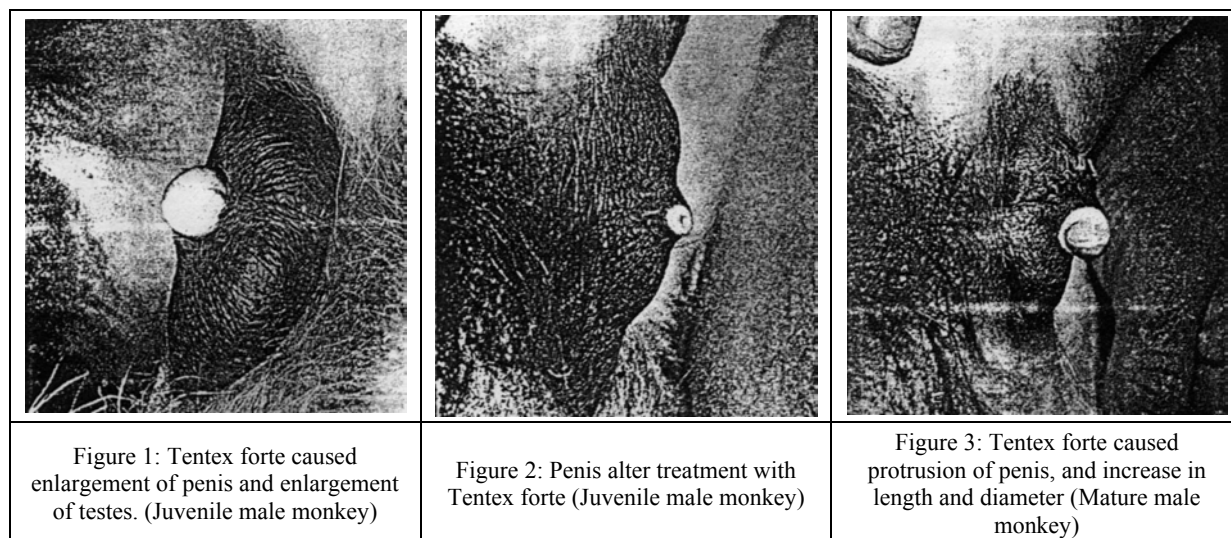 Figure 1: Tentex forte caused
enlargement of penis and enlargement
of testes. (Juvenile male monkey)
Figure 2: Penis alter treatment with
Tentex forte (Juvenile male monkey)
Figure 3: Tentex forte caused
protrusion of penis, and increase in
length and diameter (Mature male
monkey)